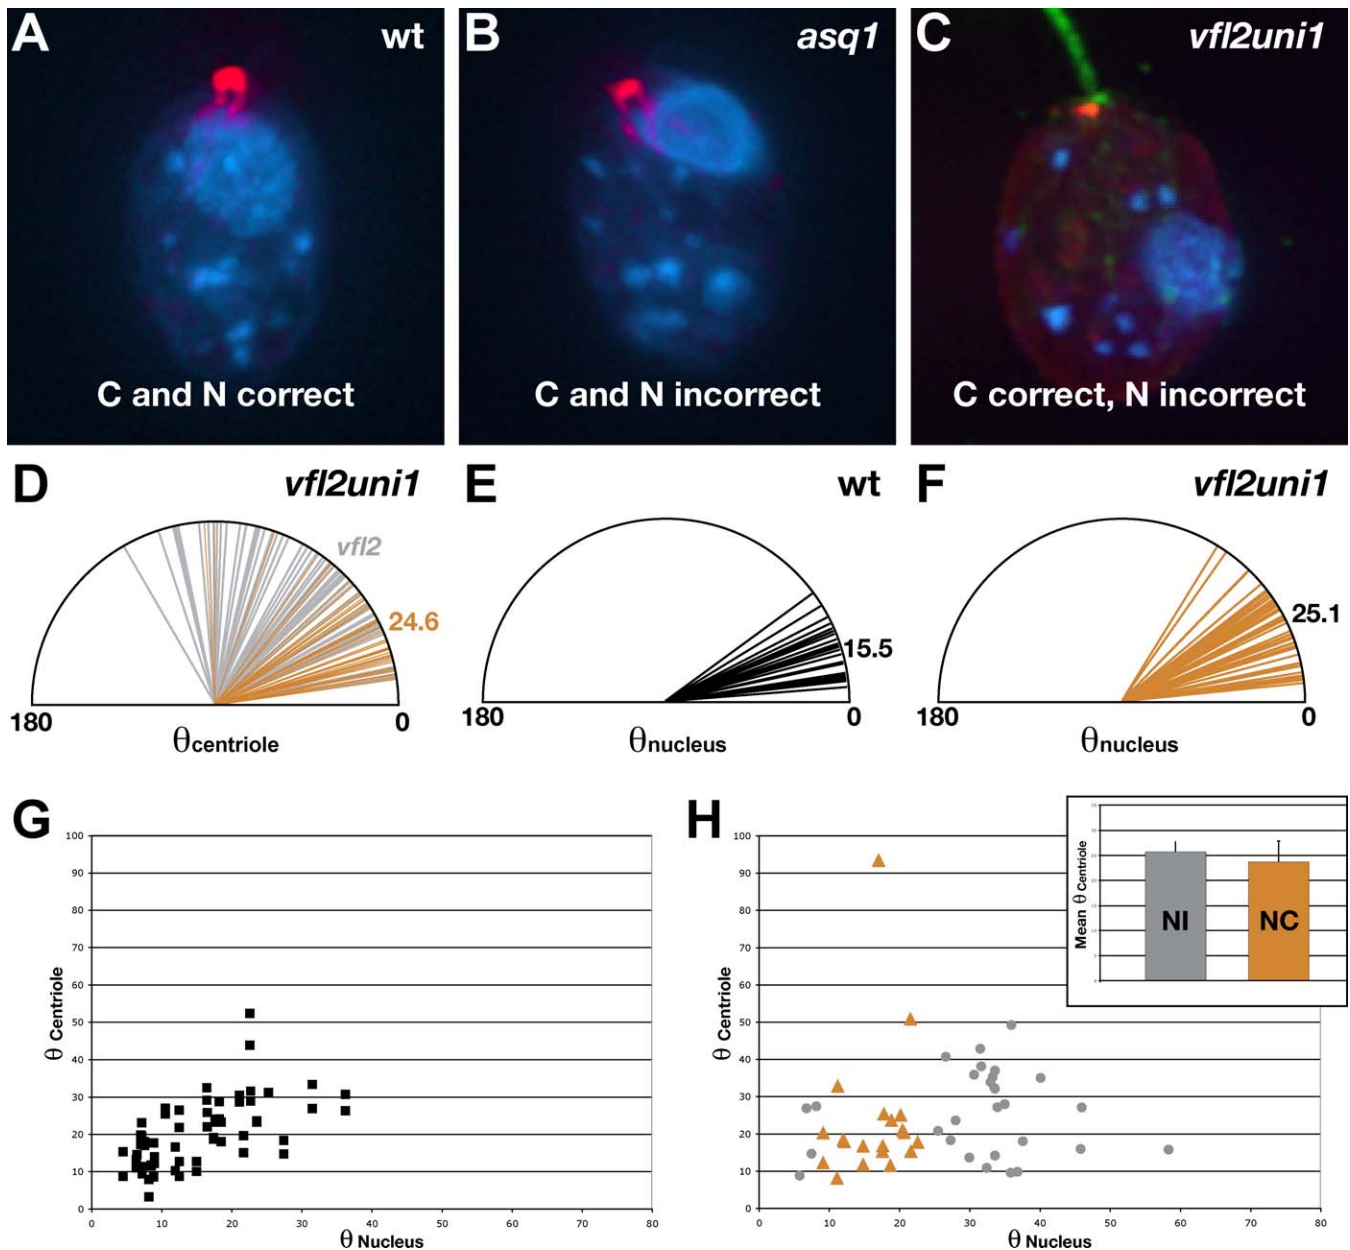 A wt
C and N correct
B asq1
C and N incorrect
C vfl2uni1
C correct, N incorrect
D vfl2uni1
vfl2
24.6
180 0
θcentriole
E wt
15.5
180 0
θnucleus
F vfl2uni1
25.1
180 0
θnucleus
G
100
90
80
70
60
50
40
30
20
10
0
0 10 20 30 40 50 60 70 80
θ Centriole
θ Nucleus
H
100
90
80
70
60
50
40
30
20
10
0
0 10 20 30 40 50 60 70 80
θ Centriole
θ Nucleus
Mean θ Centriole
NI NC